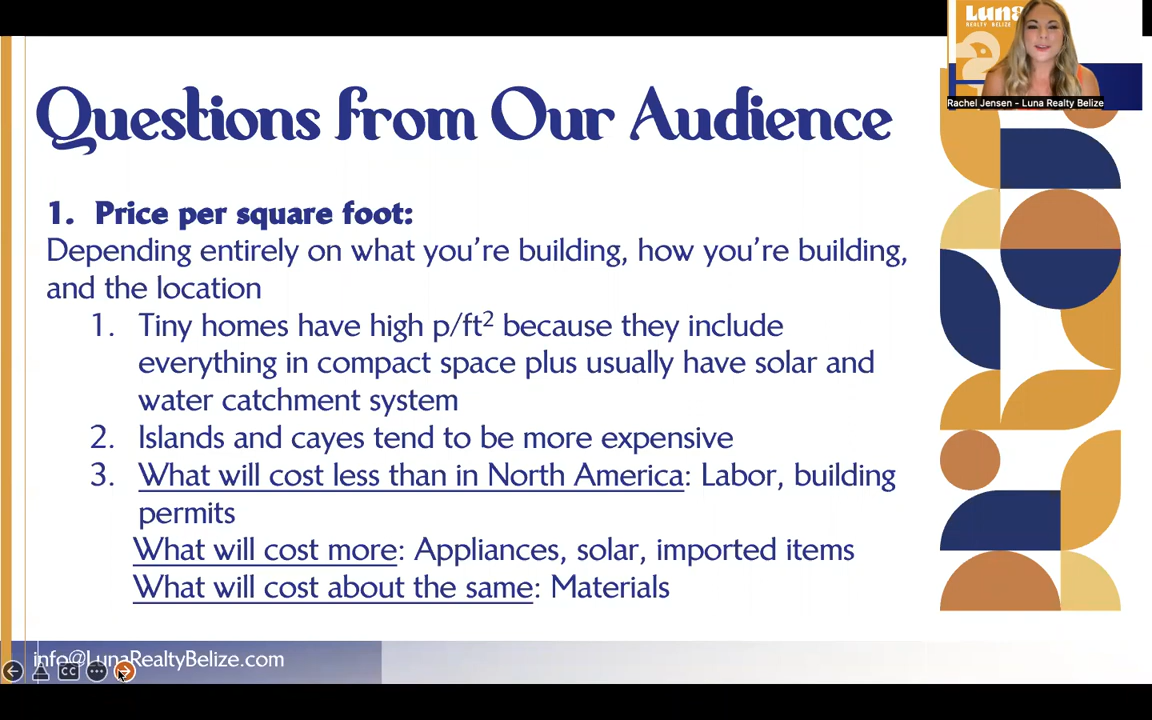 Luna
REALTY BELIZE
Rachel Jensen - Luna Realty Belize
Questions from Our Audience
1. Price per square foot:
Depending entirely on what you're building, how you're building,
and the location
1. Tiny homes have high p/ft² because they include
everything in compact space plus usually have solar and
water catchment system
2. Islands and cayes tend to be more expensive
3. What will cost less than in North America: Labor, building
permits
What will cost more: Appliances, solar, imported items
What will cost about the same: Materials
info@LunaRealtyBelize.com
CC